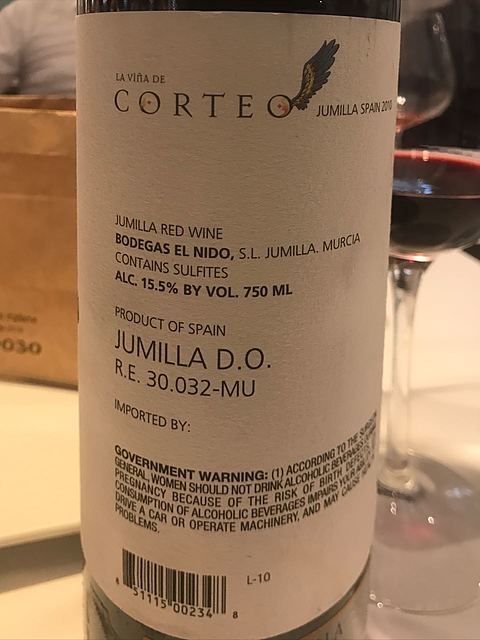 LA VIÑA DE
CORTEO
JUMILLA SPAIN 2010
JUMILLA RED WINE
BODEGAS EL NIDO, S.L. JUMILLA. MURCIA
CONTAINS SULFITES
ALC. 15.5% BY VOL. 750 ML
PRODUCT OF SPAIN
JUMILLA D.O.
R.E. 30.032-MU
IMPORTED BY:
GOVERNMENT WARNING: (1) ACCORDING TO THE SURGEON
GENERAL, WOMEN SHOULD NOT DRINK ALCOHOLIC BEVERAGES
PREGNANCY BECAUSE OF THE RISK OF BIRTH DEFECTS.
CONSUMPTION OF ALCOHOLIC BEVERAGES IMPAIRS YOUR
DRIVE A CAR OR OPERATE MACHINERY, AND MAY CAUSE
PROBLEMS.
L-10
8 51115 00234 8